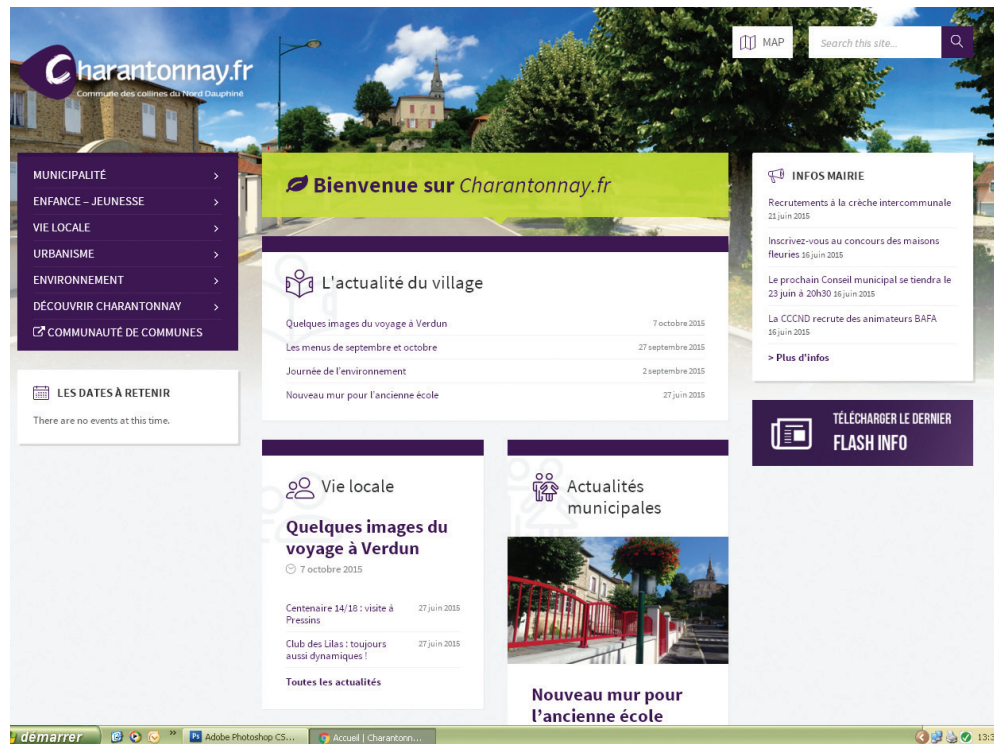 Charantonnay.fr
Commune des collines du Nord Dauphiné
MAP
Search this site...
MUNICIPALITÉ
ENFANCE – JEUNESSE
VIE LOCALE
URBANISME
ENVIRONNEMENT
DÉCOUVRIR CHARANTONNAY
COMMUNAUTÉ DE COMMUNES
LES DATES À RETENIR
There are no events at this time.
Bienvenue sur Charantonnay.fr
L'actualité du village
Quelques images du voyage à Verdun 7 octobre 2015
Les menus de septembre et octobre 27 septembre 2015
Journée de l'environnement 2 septembre 2015
Nouveau mur pour l'ancienne école 27 juin 2015
Vie locale
Quelques images du
voyage à Verdun
7 octobre 2015
Centenaire 14/18 : visite à 27 juin 2015
Pressins
Club des Lilas : toujours 27 juin 2015
aussi dynamiques !
Toutes les actualités
Actualités
municipales
Nouveau mur pour
l'ancienne école
INFOS MAIRIE
Recrutements à la crèche intercommunale
21 juin 2015
Inscrivez-vous au concours des maisons
fleuries 16 juin 2015
Le prochain Conseil municipal se tiendra le
23 juin à 20h30 16 juin 2015
La CCCND recrute des animateurs BAFA
16 juin 2015
> Plus d'infos
TÉLÉCHARGER LE DERNIER
FLASH INFO
démarrer
»
Ps
Adobe Photoshop CS...
Accueil | Charantonn...
13:3